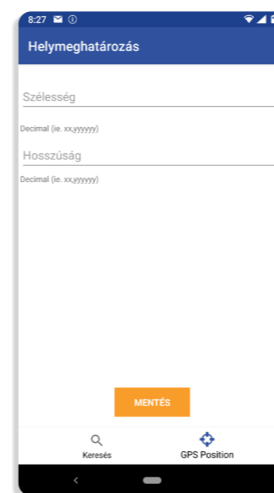 8:27
Helymeghatározás
Szélesség
Decimal (ie. xx,yyyyyy)
Hosszúság
Decimal (ie. xx,yyyyyy)
MENTÉS
Keresés GPS Position